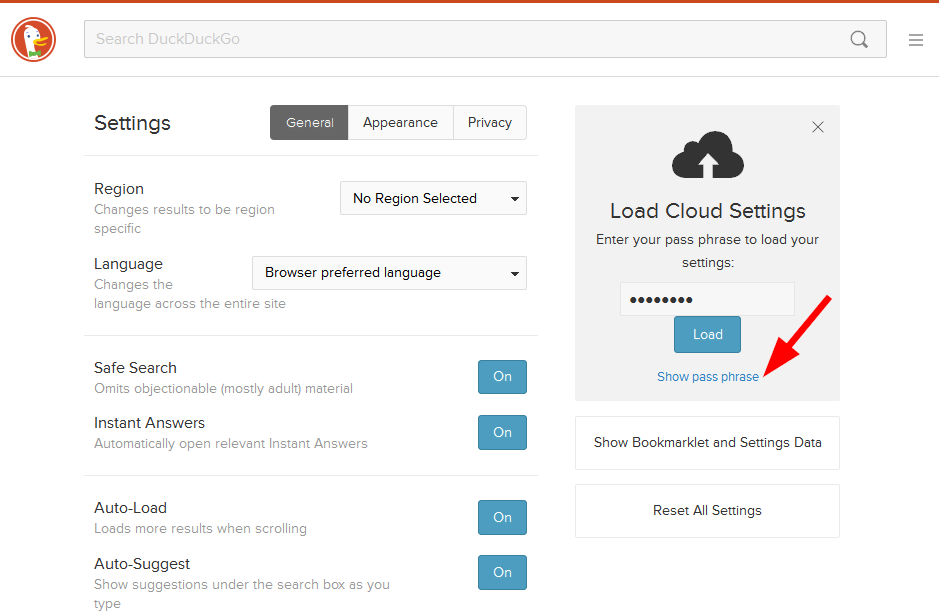 Search DuckDuckGo
Settings
General
Appearance
Privacy
Region
Changes results to be region
specific
No Region Selected
Language
Changes the
language across the entire site
Browser preferred language
Safe Search
Omits objectionable (mostly adult) material
On
Instant Answers
Automatically open relevant Instant Answers
On
Auto-Load
Loads more results when scrolling
On
Auto-Suggest
Show suggestions under the search box as you
type
On
Load Cloud Settings
Enter your pass phrase to load your
settings:
••••••••
Load
Show pass phrase
Show Bookmarklet and Settings Data
Reset All Settings